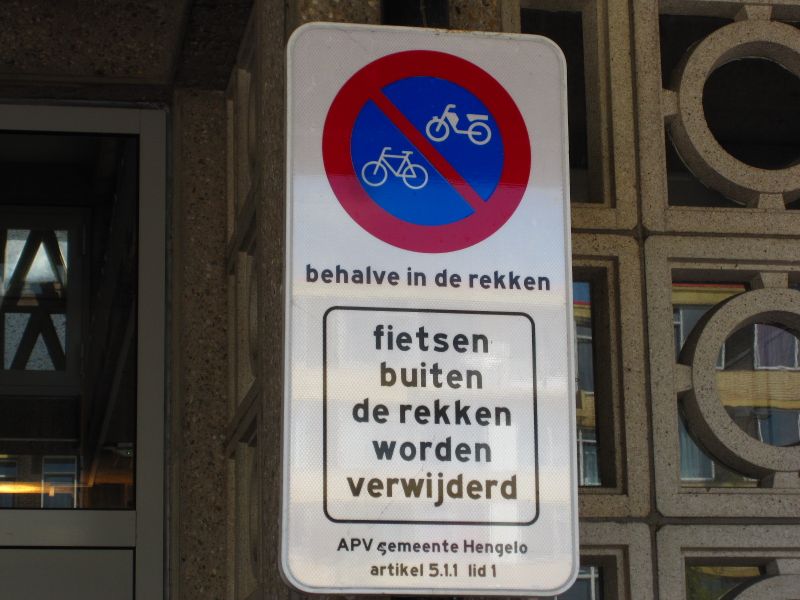 behalve in de rekken
fietsen
buiten
de rekken
worden
verwijderd
APV gemeente Hengelo
artikel 5.1.1 lid 1